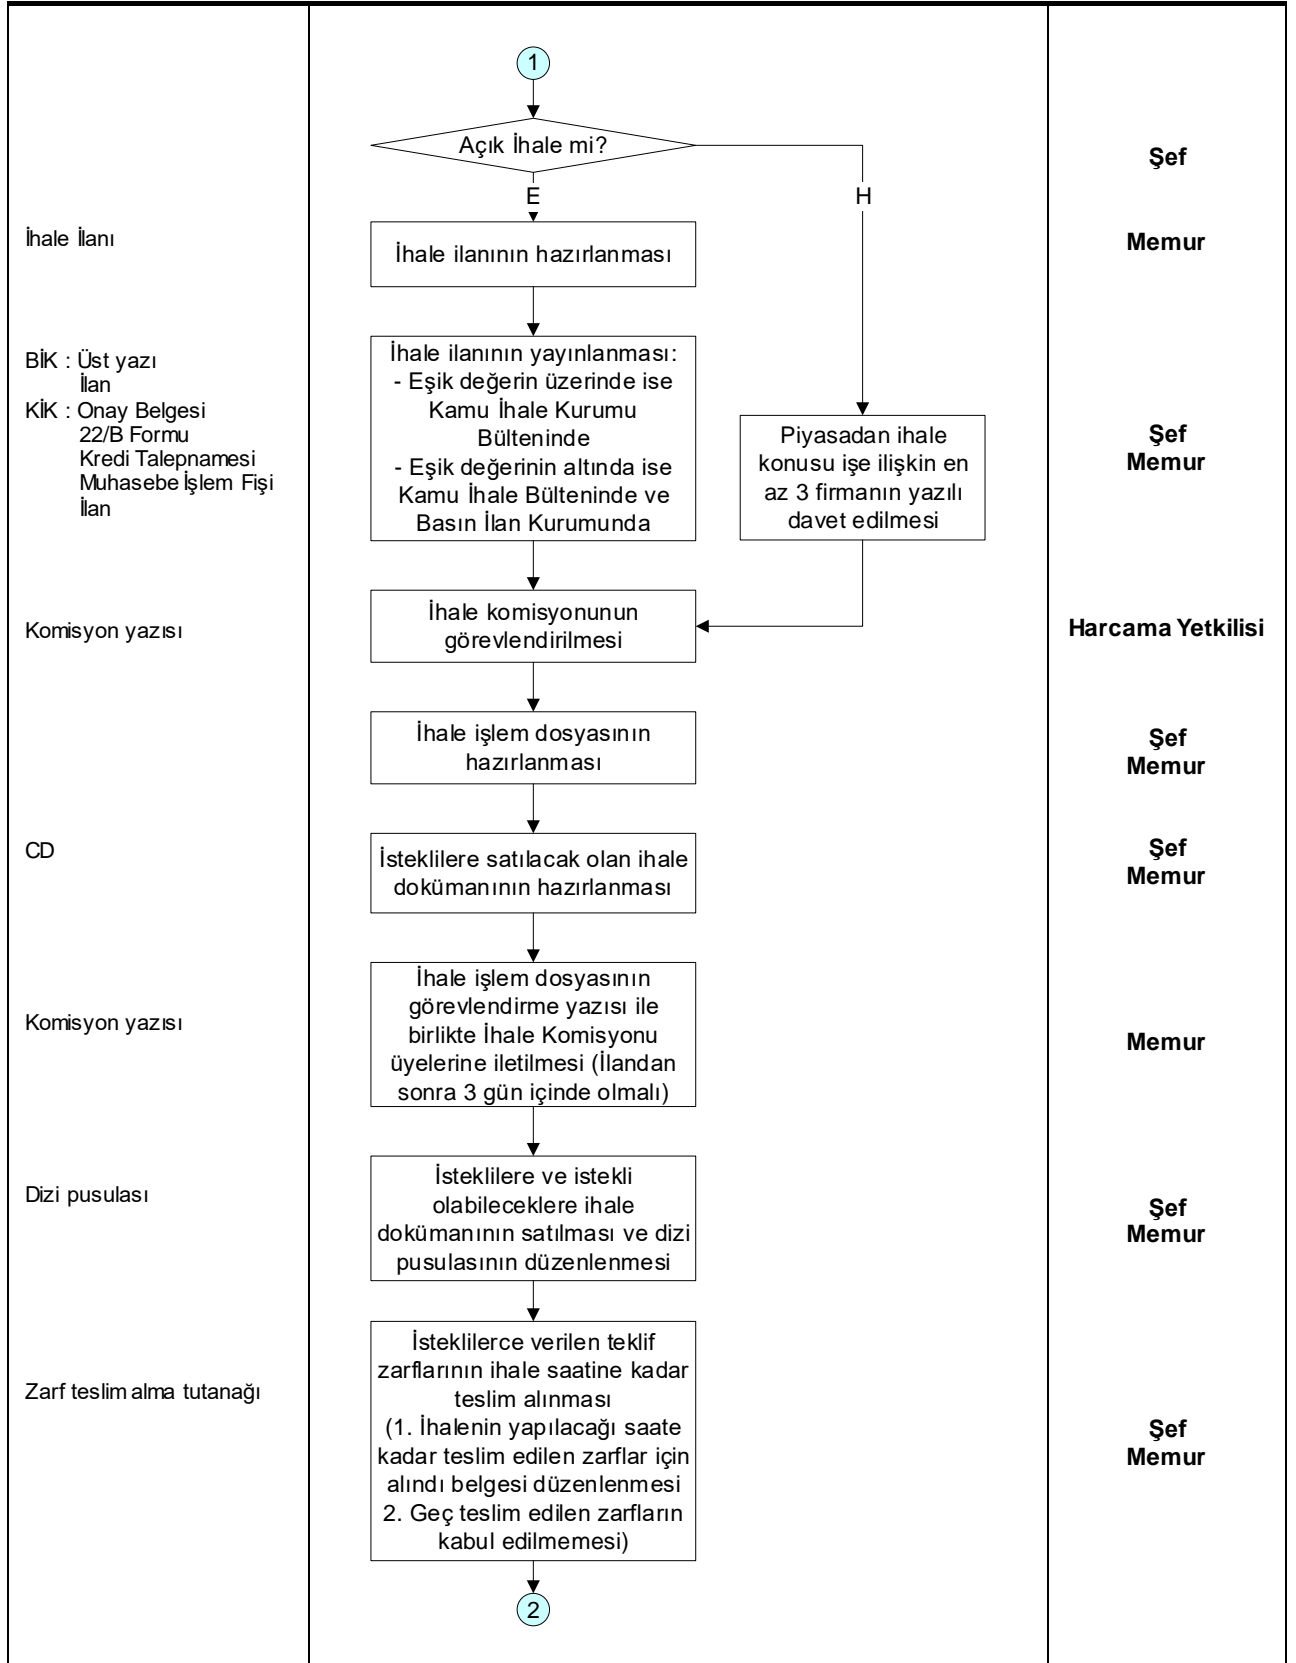 1
Açık İhale mi?
Şef
E
H
İhale İlanı
İhale ilanının hazırlanması
Memur
BİK : Üst yazı
İlan
KİK : Onay Belgesi
22/B Formu
Kredi Talepnamesi
Muhasebe İşlem Fişi
İlan
İhale ilanının yayınlanması:
- Eşik değerin üzerinde ise
Kamu İhale Kurumu
Bülteninde
- Eşik değerinin altında ise
Kamu İhale Bülteninde ve
Basın İlan Kurumunda
Piyasadan ihale
konusu işe ilişkin en
az 3 firmanın yazılı
davet edilmesi
Şef
Memur
Komisyon yazısı
İhale komisyonunun
görevlendirilmesi
Harcama Yetkilisi
İhale işlem dosyasının
hazırlanması
Şef
Memur
CD
İsteklilere satılacak olan ihale
dokümanının hazırlanması
Şef
Memur
Komisyon yazısı
İhale işlem dosyasının
görevlendirme yazısı ile
birlikte İhale Komisyonu
üyelerine iletilmesi (İlandan
sonra 3 gün içinde olmalı)
Memur
Dizi pusulası
İsteklilere ve istekli
olabileceklere ihale
dokümanının satılması ve dizi
pusulasının düzenlenmesi
Şef
Memur
Zarf teslim alma tutanağı
İsteklilerce verilen teklif
zarflarının ihale saatine kadar
teslim alınması
(1. İhalenin yapılacağı saate
kadar teslim edilen zarflar için
alındı belgesi düzenlenmesi
2. Geç teslim edilen zarfların
kabul edilmemesi)
Şef
Memur
2